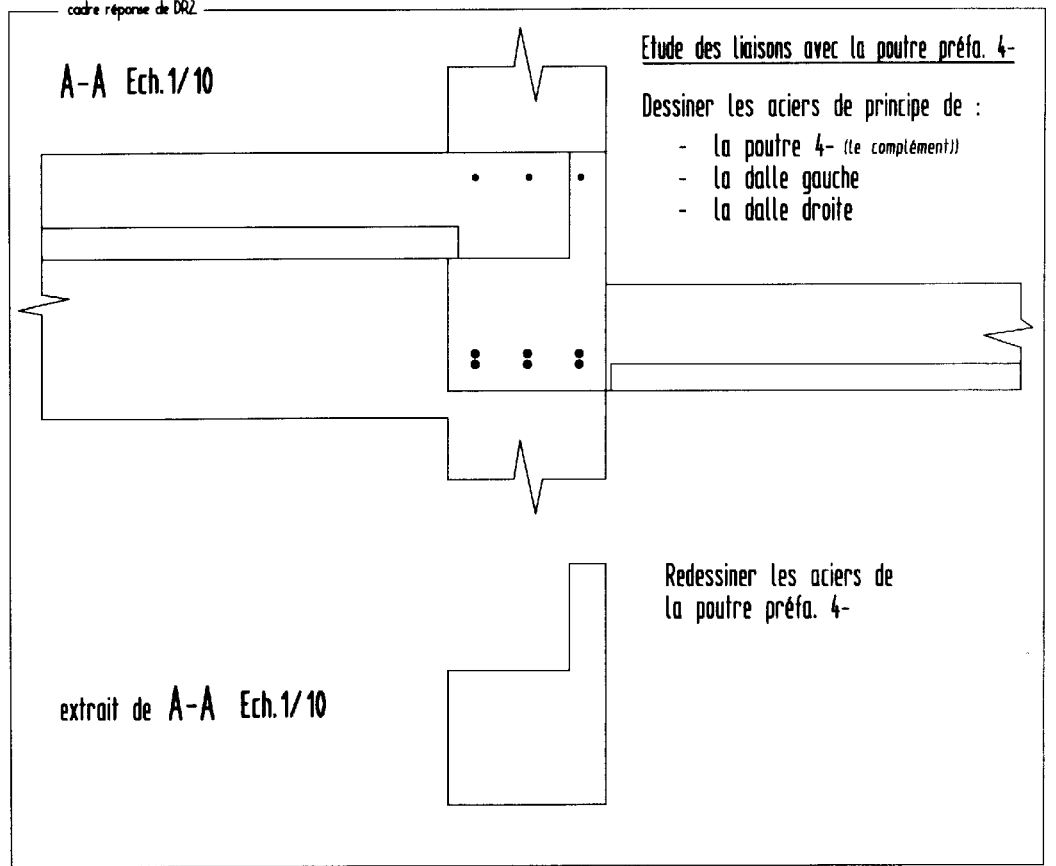 cadre réponse de DR2
A-A Ech.1/10
Etude des liaisons avec la poutre préfa. 4-
Dessiner les aciers de principe de :
- la poutre 4- (le complément))
- la dalle gauche
- la dalle droite
Redessiner les aciers de
la poutre préfa. 4-
extrait de A-A Ech.1/10